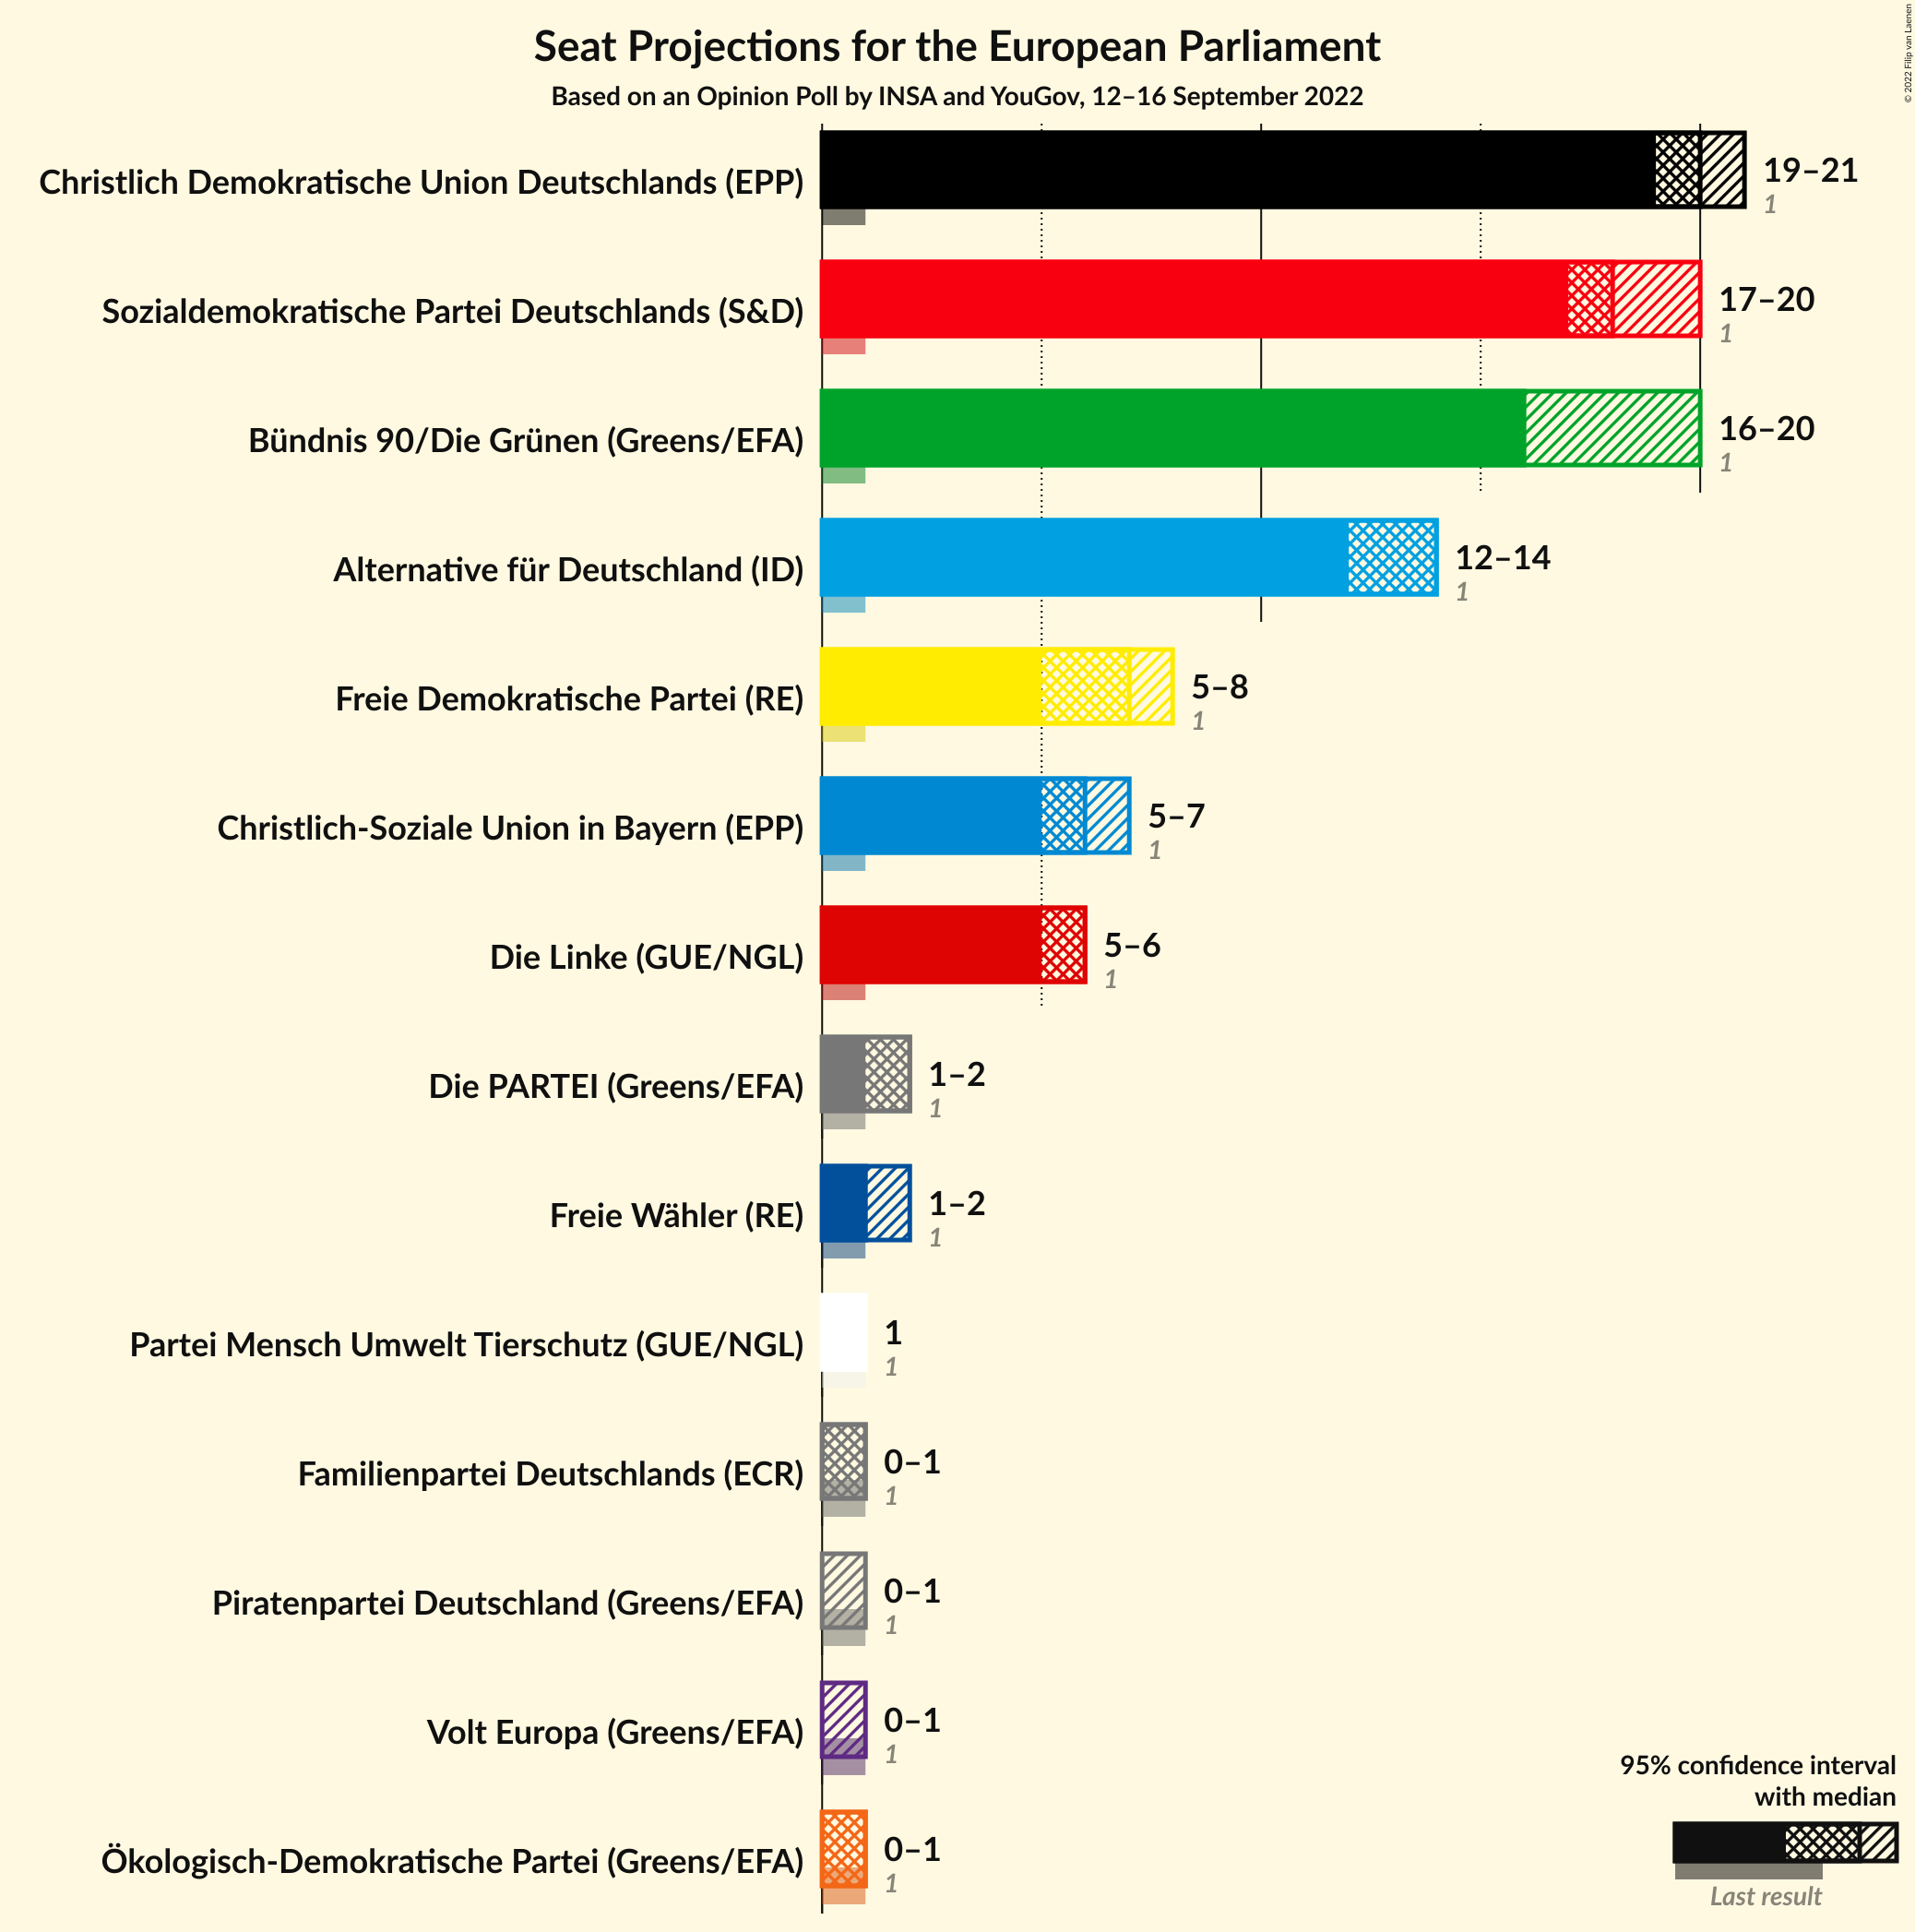 Seat Projections for the European Parliament
Based on an Opinion Poll by INSA and YouGov, 12–16 September 2022
© 2022 Filip van Laenen
Christlich Demokratische Union Deutschlands (EPP)
19–21
1
Sozialdemokratische Partei Deutschlands (S&D)
17–20
1
Bündnis 90/Die Grünen (Greens/EFA)
16–20
1
Alternative für Deutschland (ID)
12–14
1
Freie Demokratische Partei (RE)
5–8
1
Christlich-Soziale Union in Bayern (EPP)
5–7
1
Die Linke (GUE/NGL)
5–6
1
Die PARTEI (Greens/EFA)
1–2
1
Freie Wähler (RE)
1–2
1
Partei Mensch Umwelt Tierschutz (GUE/NGL)
1
1
Familienpartei Deutschlands (ECR)
0–1
1
Piratenpartei Deutschland (Greens/EFA)
0–1
1
Volt Europa (Greens/EFA)
0–1
1
Ökologisch-Demokratische Partei (Greens/EFA)
0–1
1
95% confidence interval
with median
Last result